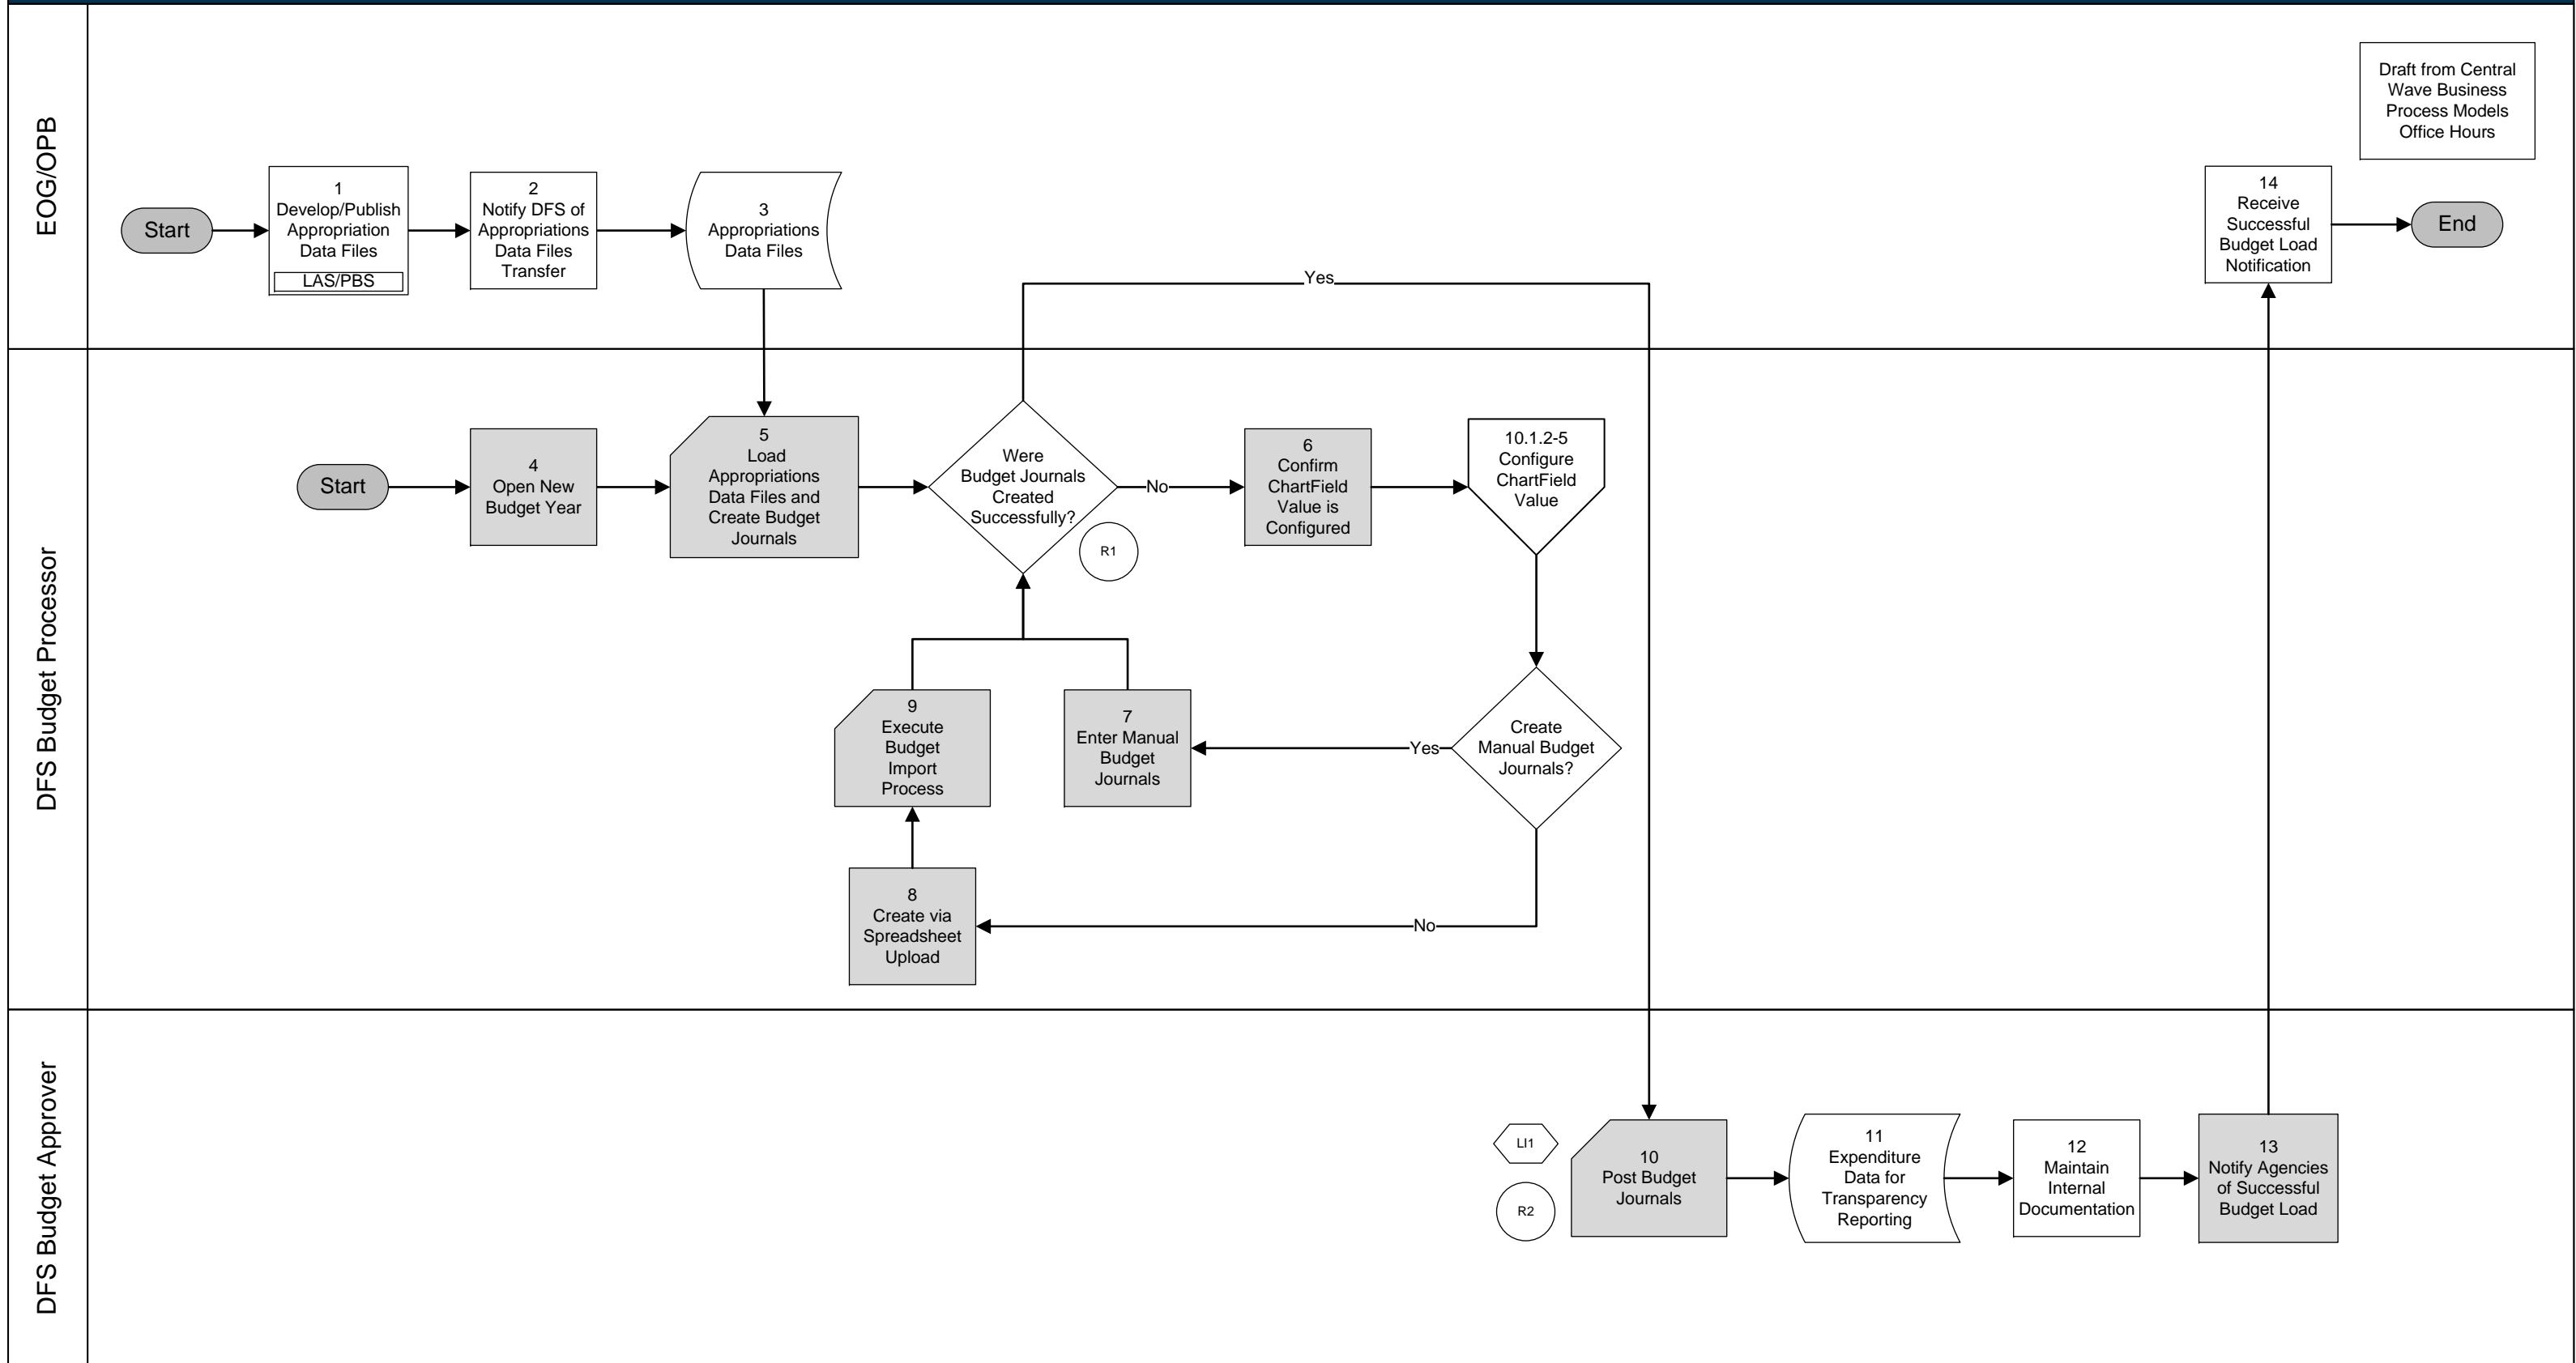 EOG/OPB
Draft from Central
Wave Business
Process Models
Office Hours
Start
1
Develop/Publish
Appropriation
Data Files
LAS/PBS
2
Notify DFS of
Appropriations
Data Files
Transfer
3
Appropriations
Data Files
Yes
14
Receive
Successful
Budget Load
Notification
End
DFS Budget Processor
Start
4
Open New
Budget Year
5
Load
Appropriations
Data Files and
Create Budget
Journals
Were
Budget Journals
Created
Successfully?
R1
No
6
Confirm
ChartField
Value is
Configured
10.1.2-5
Configure
ChartField
Value
9
Execute
Budget
Import
Process
7
Enter Manual
Budget
Journals
Yes
Create
Manual Budget
Journals?
8
Create via
Spreadsheet
Upload
No
DFS Budget Approver
LI1
R2
10
Post Budget
Journals
11
Expenditure
Data for
Transparency
Reporting
12
Maintain
Internal
Documentation
13
Notify Agencies
of Successful
Budget Load